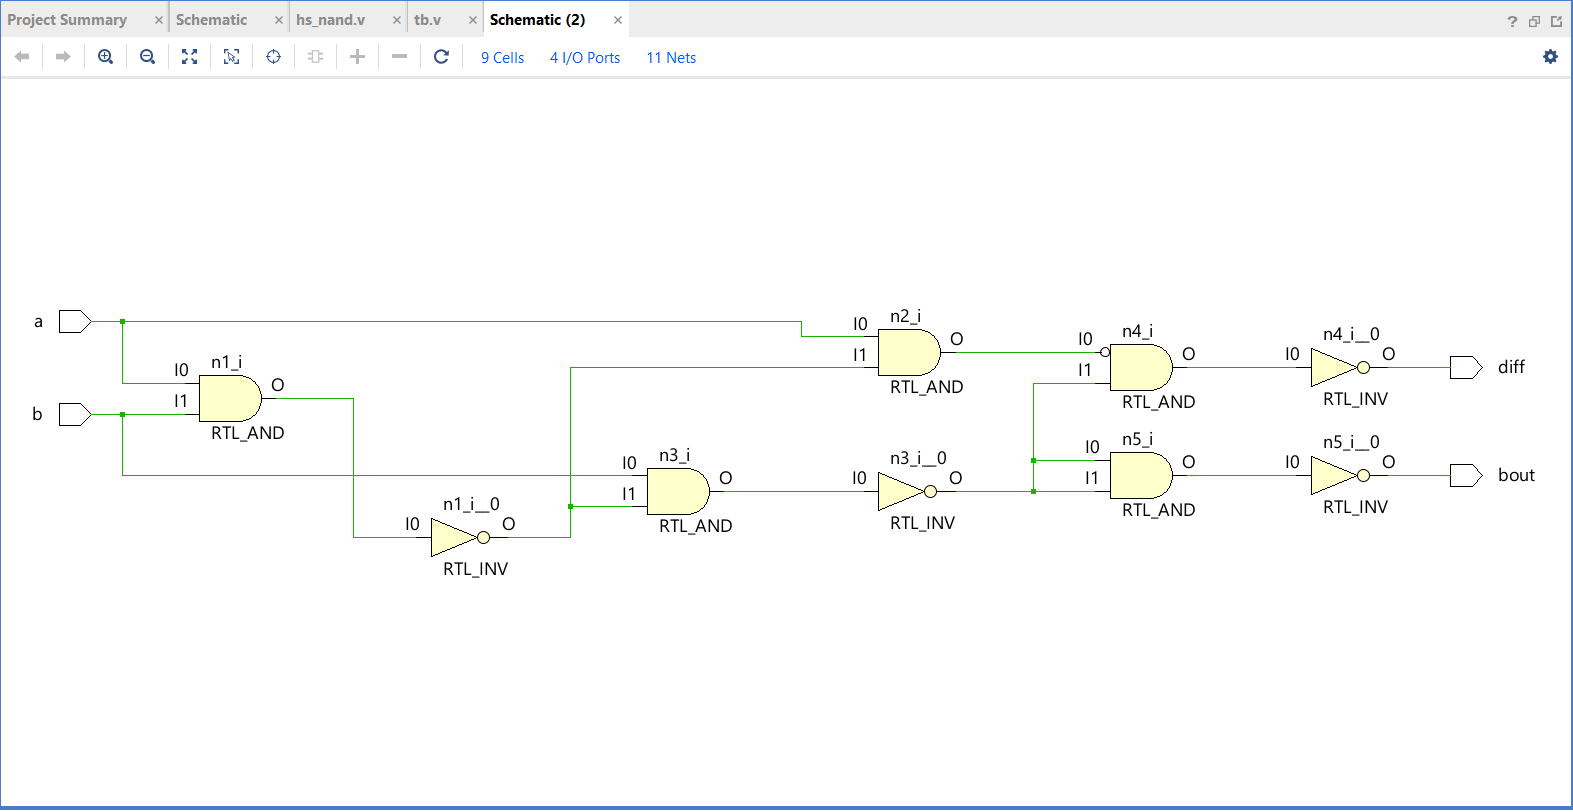 Project Summary × Schematic × hs_nand.v × tb.v × Schematic (2) × ?
9 Cells 4 I/O Ports 11 Nets
a
b
I0
I1
n1_i
O
RTL_AND
I0
n1_i__0
O
RTL_INV
I0
I1
n3_i
O
RTL_AND
I0
I1
n2_i
O
RTL_AND
I0
n3_i__0
O
RTL_INV
I0
I1
n4_i
O
RTL_AND
I0
I1
n5_i
O
RTL_AND
I0
n4_i__0
O
RTL_INV
diff
I0
n5_i__0
O
RTL_INV
bout